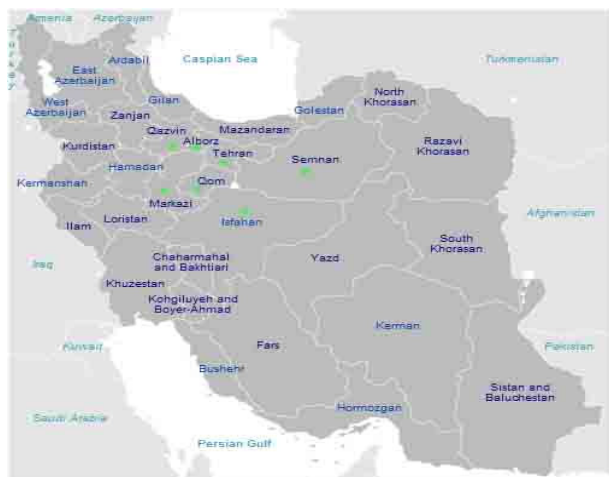 Armenia
Azerbaijan
Turkey
Ardabil
Caspian Sea
Turkmenistan
East
Azerbaijan
West
Azerbaijan
Gilan
Golestan
North
Khorasan
Zanjan
Qazvin
Mazandaran
Alborz
Razavi
Khorasan
Kurdistan
Tehran
Semnan
Hamadan
Kermanshah
Qom
Markazi
Afghanistan
Loristan
Isfahan
Ilam
South
Khorasan
Iraq
Chaharmahal
and Bakhtiari
Yazd
Khuzestan
Kohgiluyeh and
Boyer-Ahmad
Kerman
Kuwait
Fars
Pakistan
Bushehr
Sistan and
Baluchestan
Saudi Arabia
Hormozgan
Persian Gulf